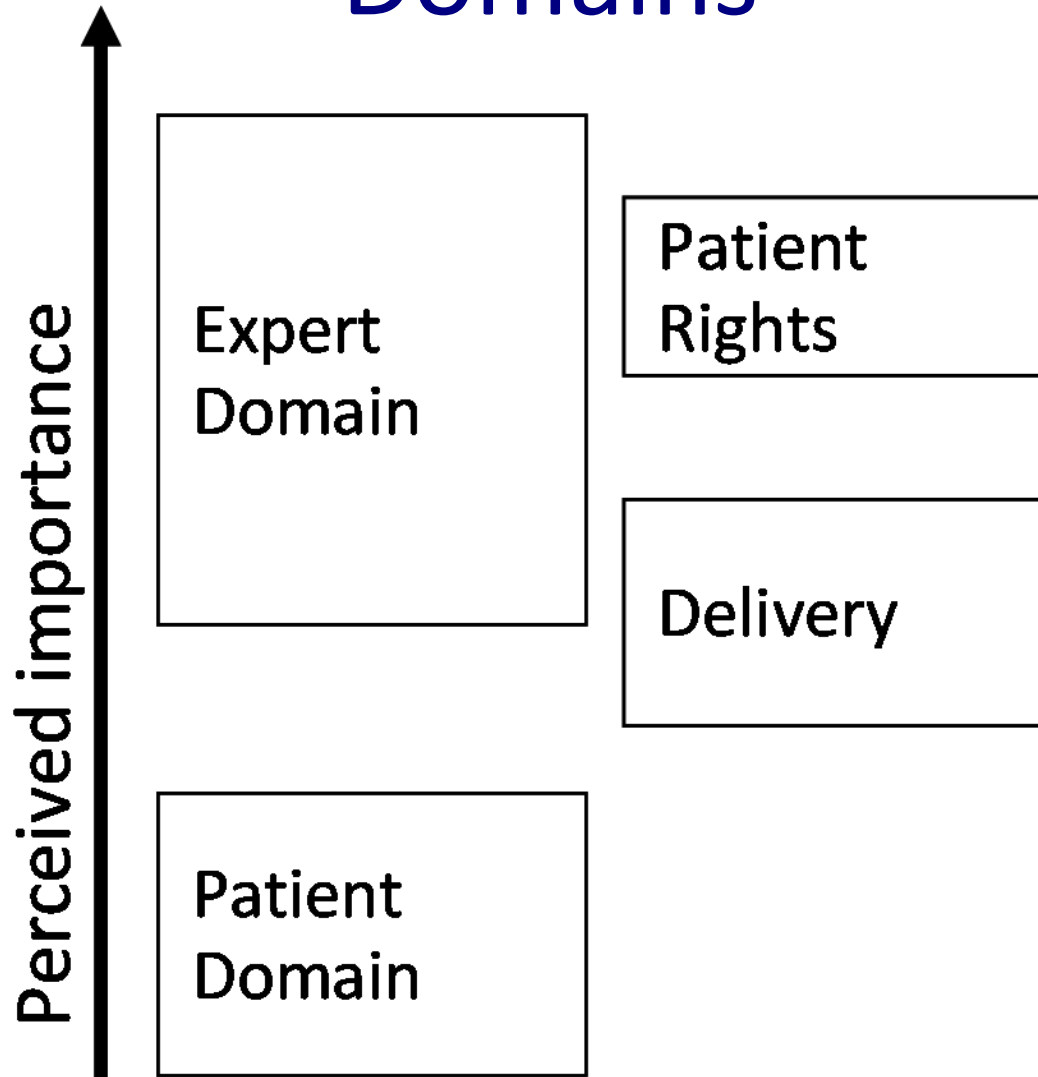 Domains
Perceived importance
Expert
Domain
Patient
Rights
Delivery
Patient
Domain